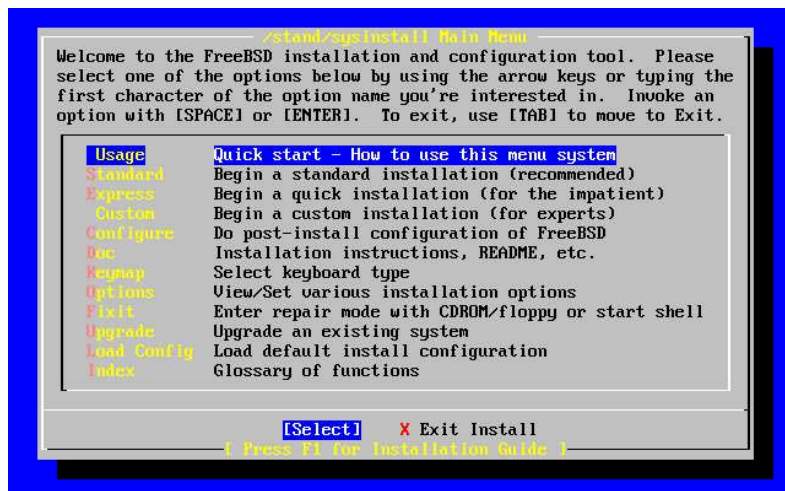 /stand/sysinstall Main Menu
Welcome to the FreeBSD installation and configuration tool.  Please
select one of the options below by using the arrow keys or typing the
first character of the option name you're interested in.  Invoke an
option with [SPACE] or [ENTER].  To exit, use [TAB] to move to Exit.
Usage Quick start - How to use this menu system
Standard Begin a standard installation (recommended)
Express Begin a quick installation (for the impatient)
Custom Begin a custom installation (for experts)
Configure Do post-install configuration of FreeBSD
Doc Installation instructions, README, etc.
Keymap Select keyboard type
Options View/Set various installation options
Fixit Enter repair mode with CDROM/floppy or start shell
Upgrade Upgrade an existing system
Load Config Load default install configuration
Index Glossary of functions
[Select] X Exit Install
[ Press F1 for Installation Guide ]